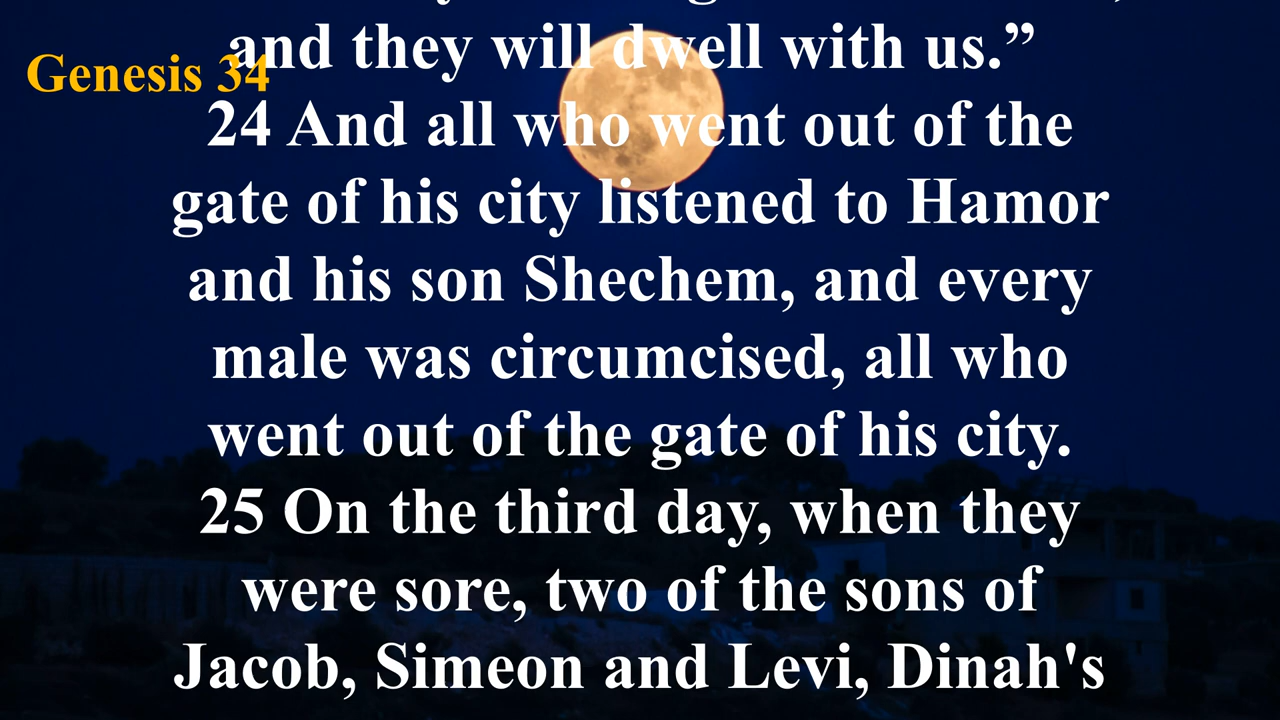 and they will dwell with us.”
Genesis 34
24 And all who went out of the
gate of his city listened to Hamor
and his son Shechem, and every
male was circumcised, all who
went out of the gate of his city.
25 On the third day, when they
were sore, two of the sons of
Jacob, Simeon and Levi, Dinah's